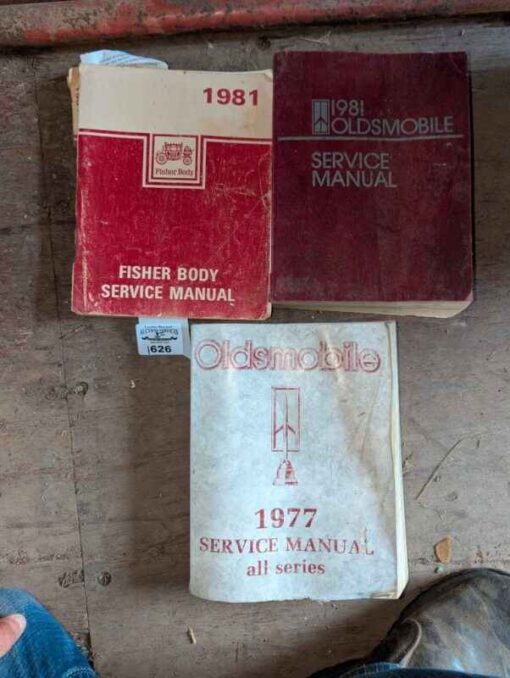 1981
Fisher Body
FISHER BODY
SERVICE MANUAL
1981
OLDSMOBILE
SERVICE
MANUAL
626
Oldsmobile
1977
SERVICE MANUAL
all series